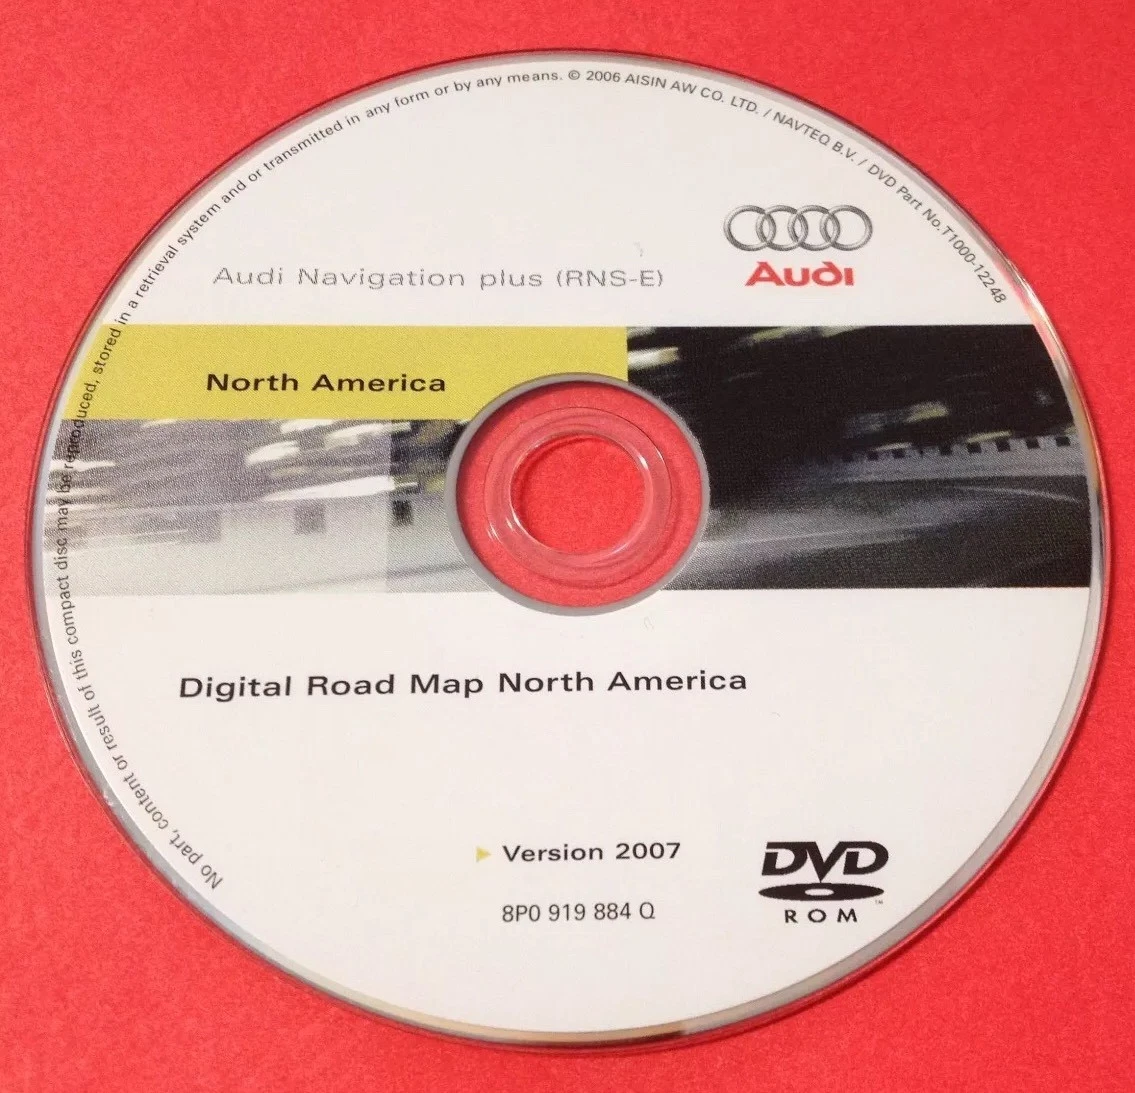 No part, content or result of this compact disc may be reproduced, stored in a retrieval system and or transmitted in any form or by any means. © 2006 AISIN AW CO. LTD. / NAVTEQ B.V. / DVD Part No.T1000-12248
Audi
Audi Navigation plus (RNS-E)
North America
Digital Road Map North America
Version 2007
8P0 919 884 Q
DVD
™
ROM